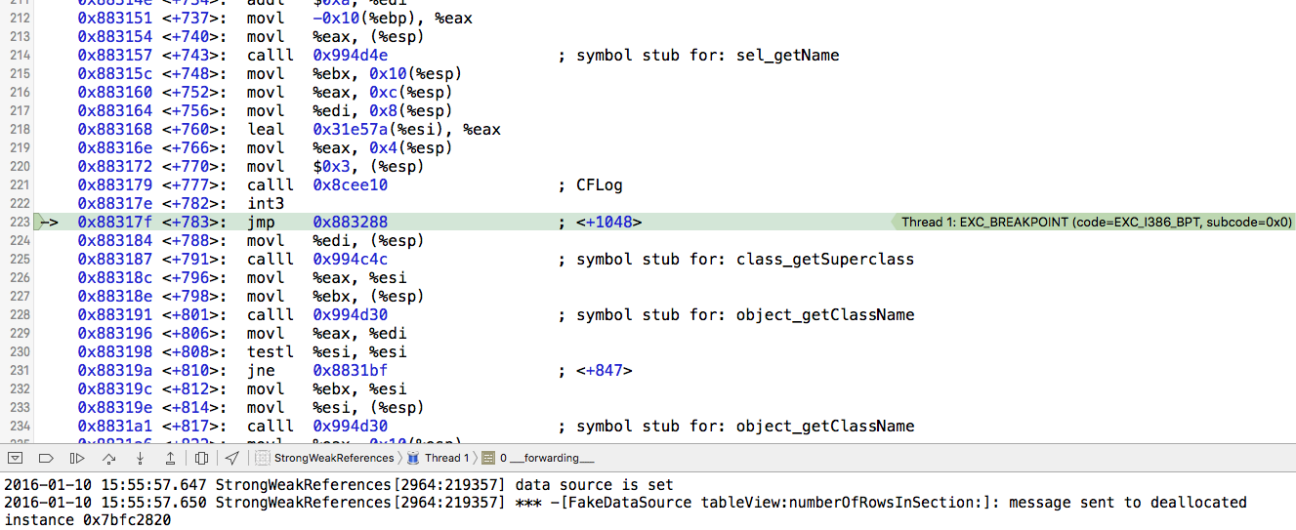 212 0x883151 <+737>: movl -0x10(%ebp), %eax
213 0x883154 <+740>: movl %eax, (%esp)
214 0x883157 <+743>: calll 0x994d4e ; symbol stub for: sel_getName
215 0x88315c <+748>: movl %ebx, 0x10(%esp)
216 0x883160 <+752>: movl %eax, 0xc(%esp)
217 0x883164 <+756>: movl %edi, 0x8(%esp)
218 0x883168 <+760>: leal 0x31e57a(%esi), %eax
219 0x88316e <+766>: movl %eax, 0x4(%esp)
220 0x883172 <+770>: movl $0x3, (%esp)
221 0x883179 <+777>: calll 0x8cee10 ; CFLog
222 0x88317e <+782>: int3
223 -> 0x88317f <+783>: jmp 0x883288 ; <+1048> Thread 1: EXC_BREAKPOINT (code=EXC_I386_BPT, subcode=0x0)
224 0x883184 <+788>: movl %edi, (%esp)
225 0x883187 <+791>: calll 0x994c4c ; symbol stub for: class_getSuperclass
226 0x88318c <+796>: movl %eax, %esi
227 0x88318e <+798>: movl %ebx, (%esp)
228 0x883191 <+801>: calll 0x994d30 ; symbol stub for: object_getClassName
229 0x883196 <+806>: movl %eax, %edi
230 0x883198 <+808>: testl %esi, %esi
231 0x88319a <+810>: jne 0x8831bf ; <+847>
232 0x88319c <+812>: movl %ebx, %esi
233 0x88319e <+814>: movl %esi, (%esp)
234 0x8831a1 <+817>: calll 0x994d30 ; symbol stub for: object_getClassName
StrongWeakReferences Thread 1 0 ___forwarding___
2016-01-10 15:55:57.647 StrongWeakReferences[2964:219357] data source is set
2016-01-10 15:55:57.650 StrongWeakReferences[2964:219357] *** -[FakeDataSource tableView:numberOfRowsInSection:]: message sent to deallocated
instance 0x7bfc2820